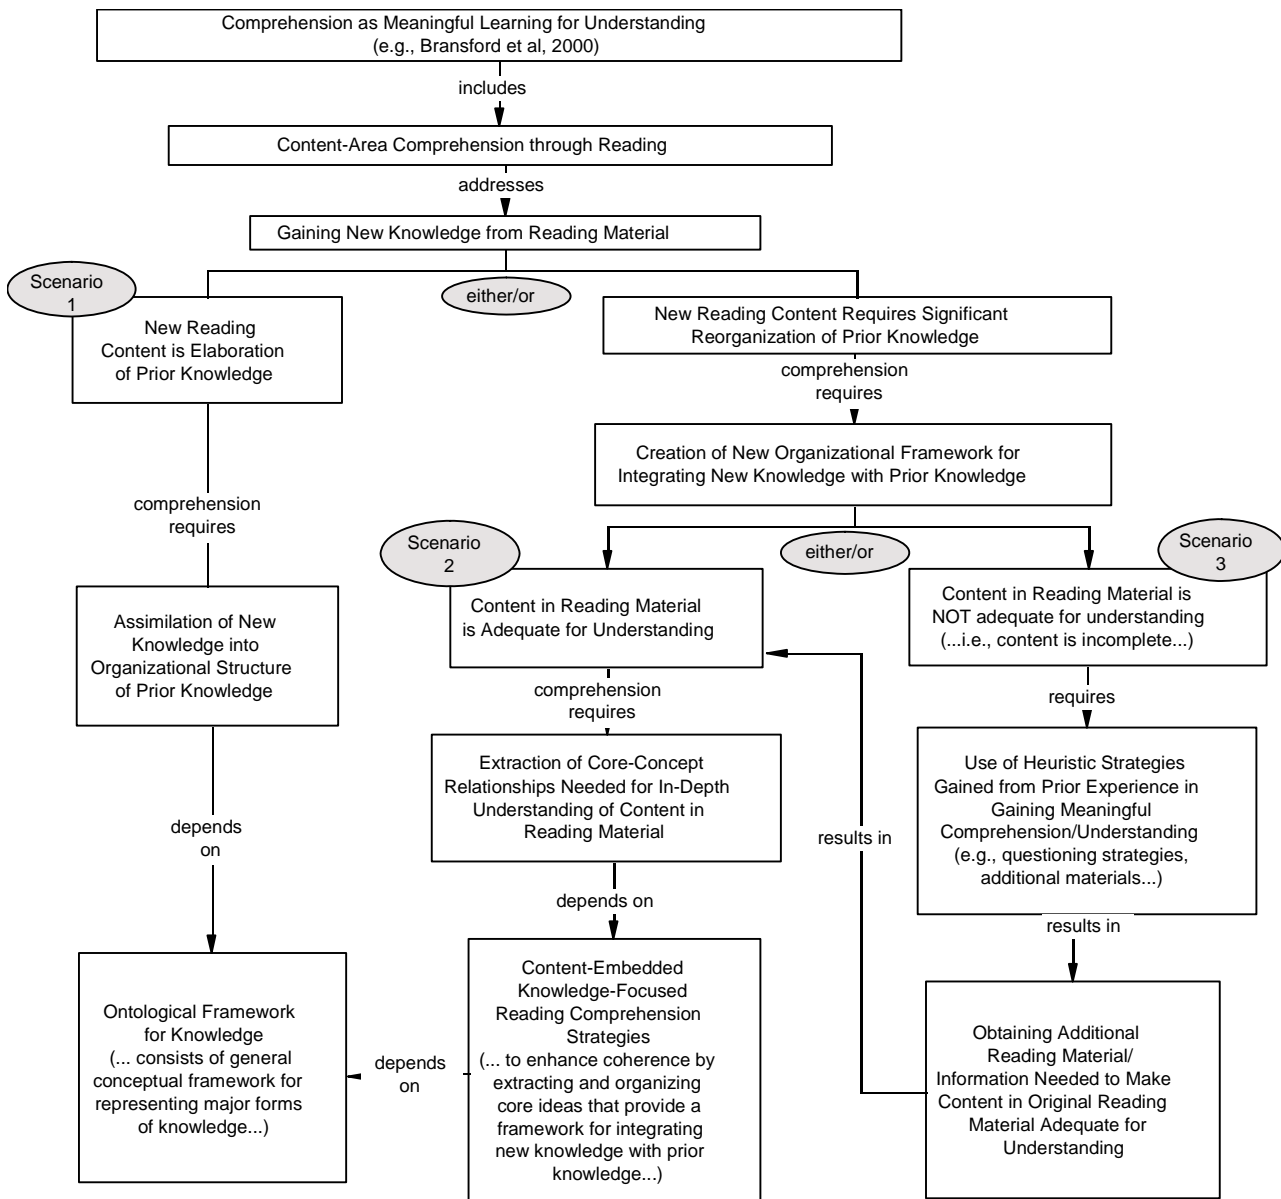 Comprehension as Meaningful Learning for Understanding
(e.g., Bransford et al, 2000)
includes
Content-Area Comprehension through Reading
addresses
Gaining New Knowledge from Reading Material
Scenario
1
either/or
New Reading
Content is Elaboration
of Prior Knowledge
New Reading Content Requires Significant
Reorganization of Prior Knowledge
comprehension
requires
Creation of New Organizational Framework for
Integrating New Knowledge with Prior Knowledge
comprehension
requires
Scenario
2
either/or
Scenario
3
Assimilation of New
Knowledge into
Organizational Structure
of Prior Knowledge
Content in Reading Material
is Adequate for Understanding
Content in Reading Material is
NOT adequate for understanding
(...i.e., content is incomplete...)
comprehension
requires
requires
Extraction of Core-Concept
Relationships Needed for In-Depth
Understanding of Content in
Reading Material
Use of Heuristic Strategies
Gained from Prior Experience in
Gaining Meaningful
Comprehension/Understanding
(e.g., questioning strategies,
additional materials...)
depends
on
results in
depends on
results in
Ontological Framework
for Knowledge
(... consists of general
conceptual framework for
representing major forms
of knowledge...)
depends
on
Content-Embedded
Knowledge-Focused
Reading Comprehension
Strategies
(... to enhance coherence by
extracting and organizing
core ideas that provide a
framework for integrating
new knowledge with prior
knowledge...)
Obtaining Additional
Reading Material/
Information Needed to Make
Content in Original Reading
Material Adequate for
Understanding